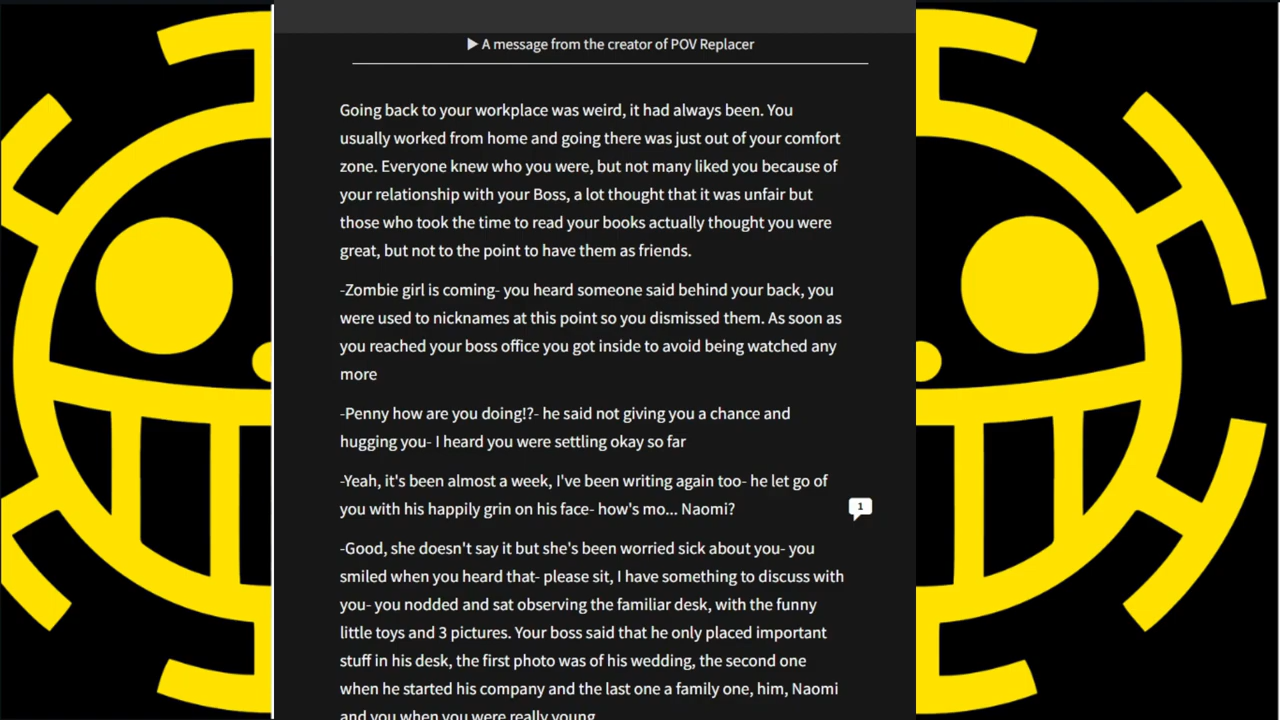 ▶ A message from the creator of POV Replacer
Going back to your workplace was weird, it had always been. You
usually worked from home and going there was just out of your comfort
zone. Everyone knew who you were, but not many liked you because of
your relationship with your Boss, a lot thought that it was unfair but
those who took the time to read your books actually thought you were
great, but not to the point to have them as friends.
-Zombie girl is coming- you heard someone said behind your back, you
were used to nicknames at this point so you dismissed them. As soon as
you reached your boss office you got inside to avoid being watched any
more
-Penny how are you doing!?- he said not giving you a chance and
hugging you- I heard you were settling okay so far
-Yeah, it's been almost a week, I've been writing again too- he let go of
you with his happily grin on his face- how's mo... Naomi?
1
-Good, she doesn't say it but she's been worried sick about you- you
smiled when you heard that- please sit, I have something to discuss with
you- you nodded and sat observing the familiar desk, with the funny
little toys and 3 pictures. Your boss said that he only placed important
stuff in his desk, the first photo was of his wedding, the second one
when he started his company and the last one a family one, him, Naomi
and you when you were really young